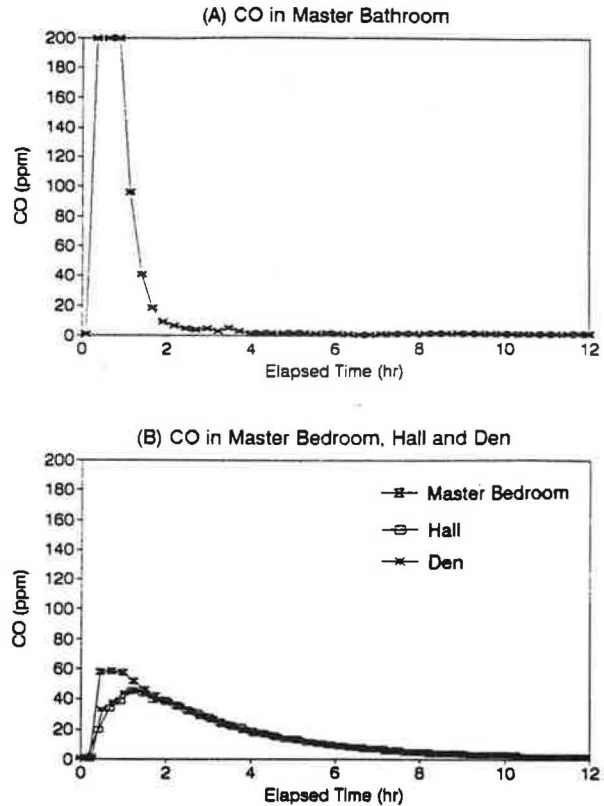 (A) CO in Master Bathroom
200
180
160
140
120
100
80
60
40
20
0
CO (ppm)
0 2 4 6 8 10 12
Elapsed Time (hr)
(B) CO in Master Bedroom, Hall and Den
200
180
160
140
120
100
80
60
40
20
0
CO (ppm)
Master Bedroom
Hall
Den
0 2 4 6 8 10 12
Elapsed Time (hr)